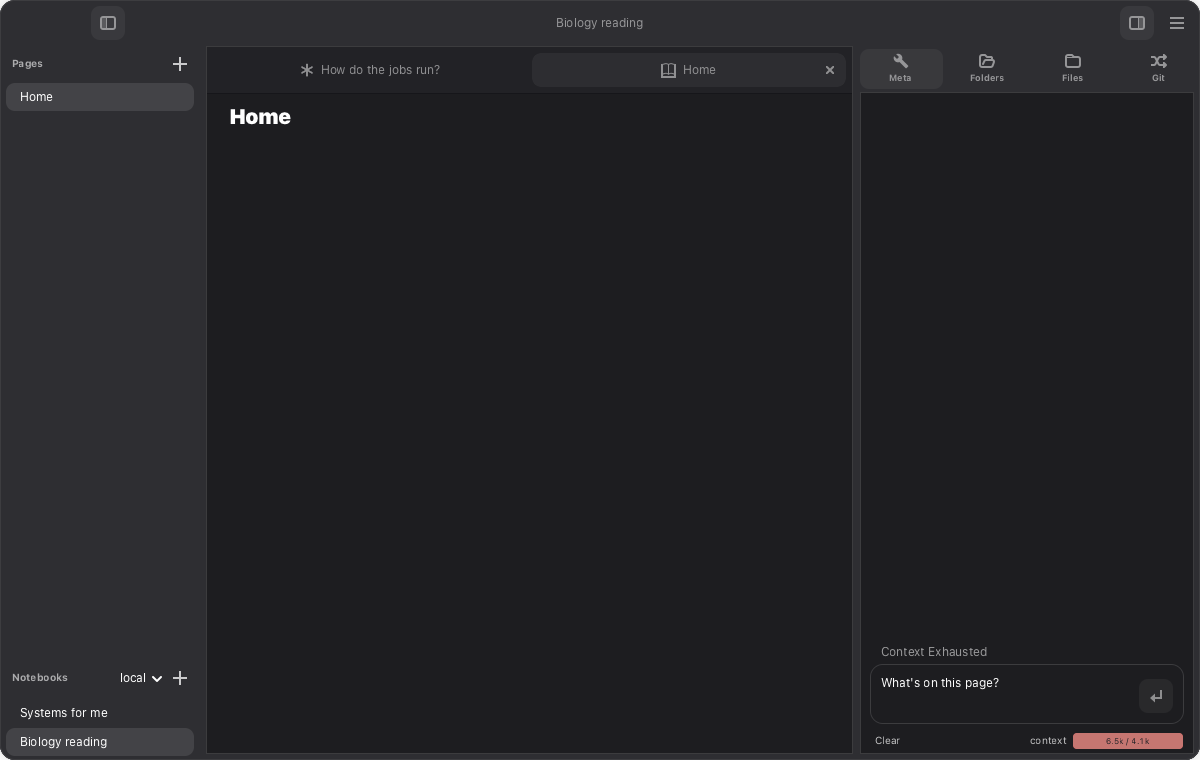 Biology reading
Pages
Home
How do the jobs run?
Home
Home
Meta
Folders
Files
Git
Notebooks
local
Systems for me
Biology reading
Context Exhausted
What's on this page?
Clear
context
6.5k / 4.1k